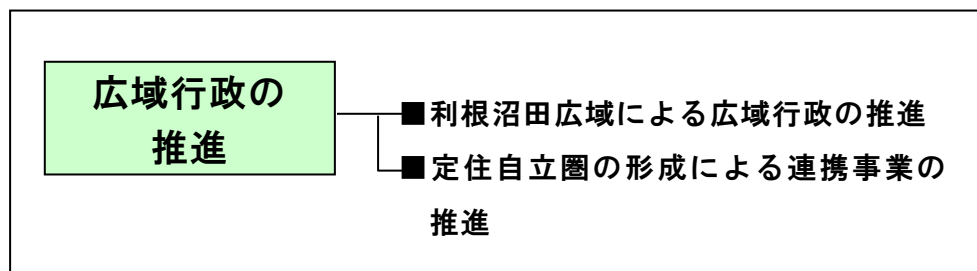 広域行政の
推進
■利根沼田広域による広域行政の推進
■定住自立圏の形成による連携事業の
推進